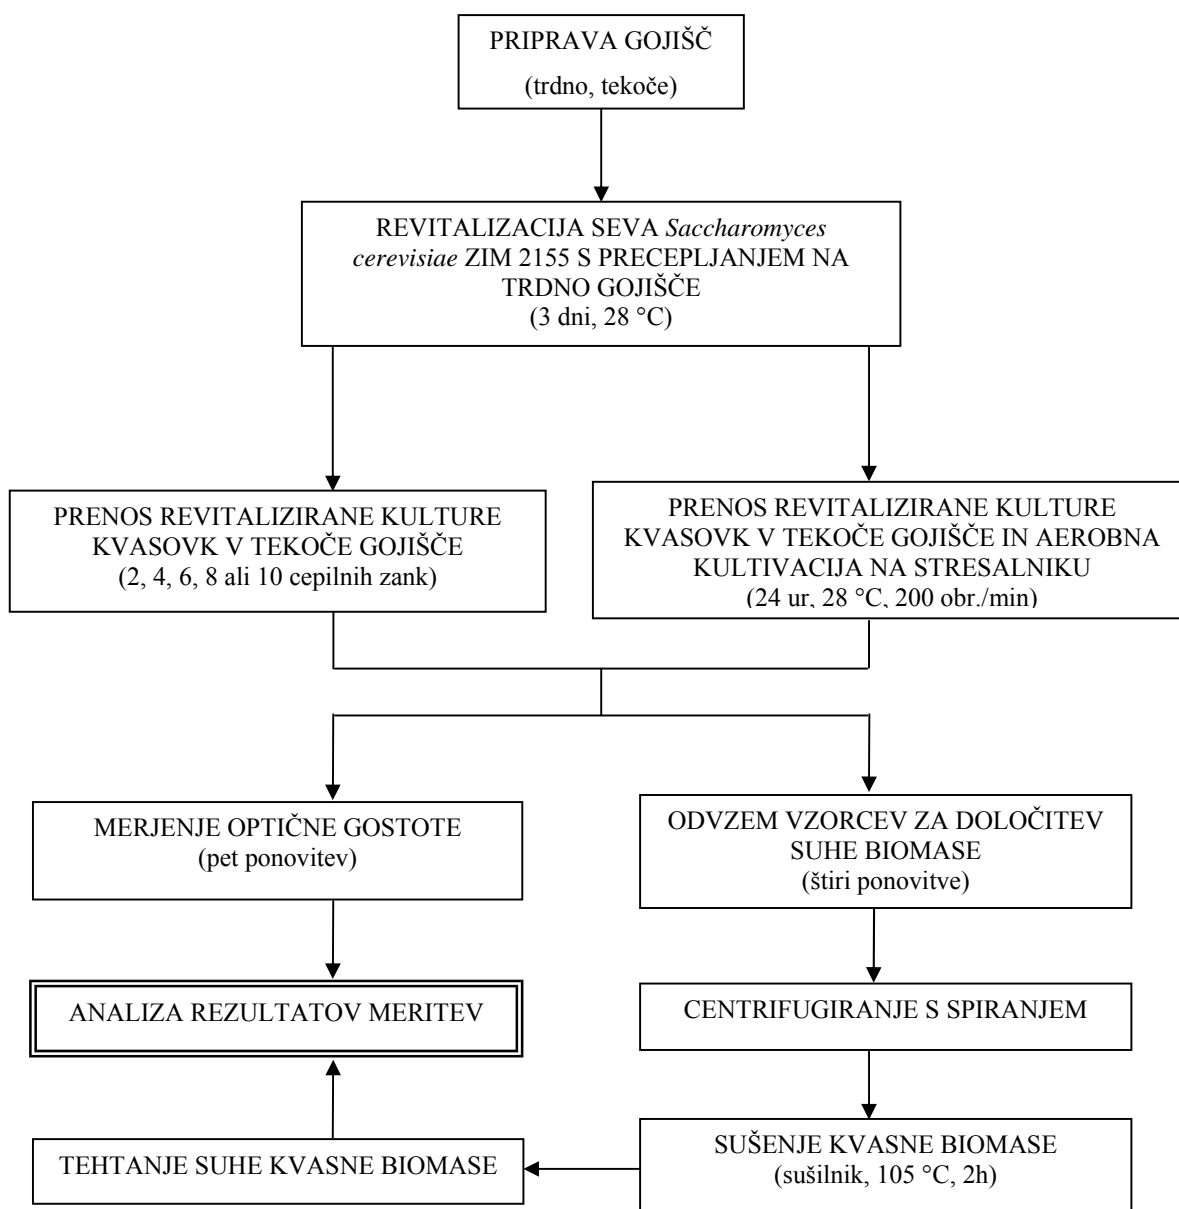 PRIPRAVA GOJIŠČ
(trdno, tekoče)
REVITALIZACIJA SEVA Saccharomyces
cerevisiae ZIM 2155 S PRECEPLJANJEM NA
TRDNO GOJIŠČE
(3 dni, 28 °C)
PRENOS REVITALIZIRANE KULTURE
KVASOVK V TEKOČE GOJIŠČE
(2, 4, 6, 8 ali 10 cepilnih zank)
PRENOS REVITALIZIRANE KULTURE
KVASOVK V TEKOČE GOJIŠČE IN AEROBNA
KULTIVACIJA NA STRESALNIKU
(24 ur, 28 °C, 200 obr./min)
MERJENJE OPTIČNE GOSTOTE
(pet ponovitev)
ODVZEM VZORCEV ZA DOLOČITEV
SUHE BIOMASE
(štiri ponovitve)
ANALIZA REZULTATOV MERITEV
CENTRIFUGIRANJE S SPIRANJEM
TEHTANJE SUHE KVASNE BIOMASE
SUŠENJE KVASNE BIOMASE
(sušilnik, 105 °C, 2h)